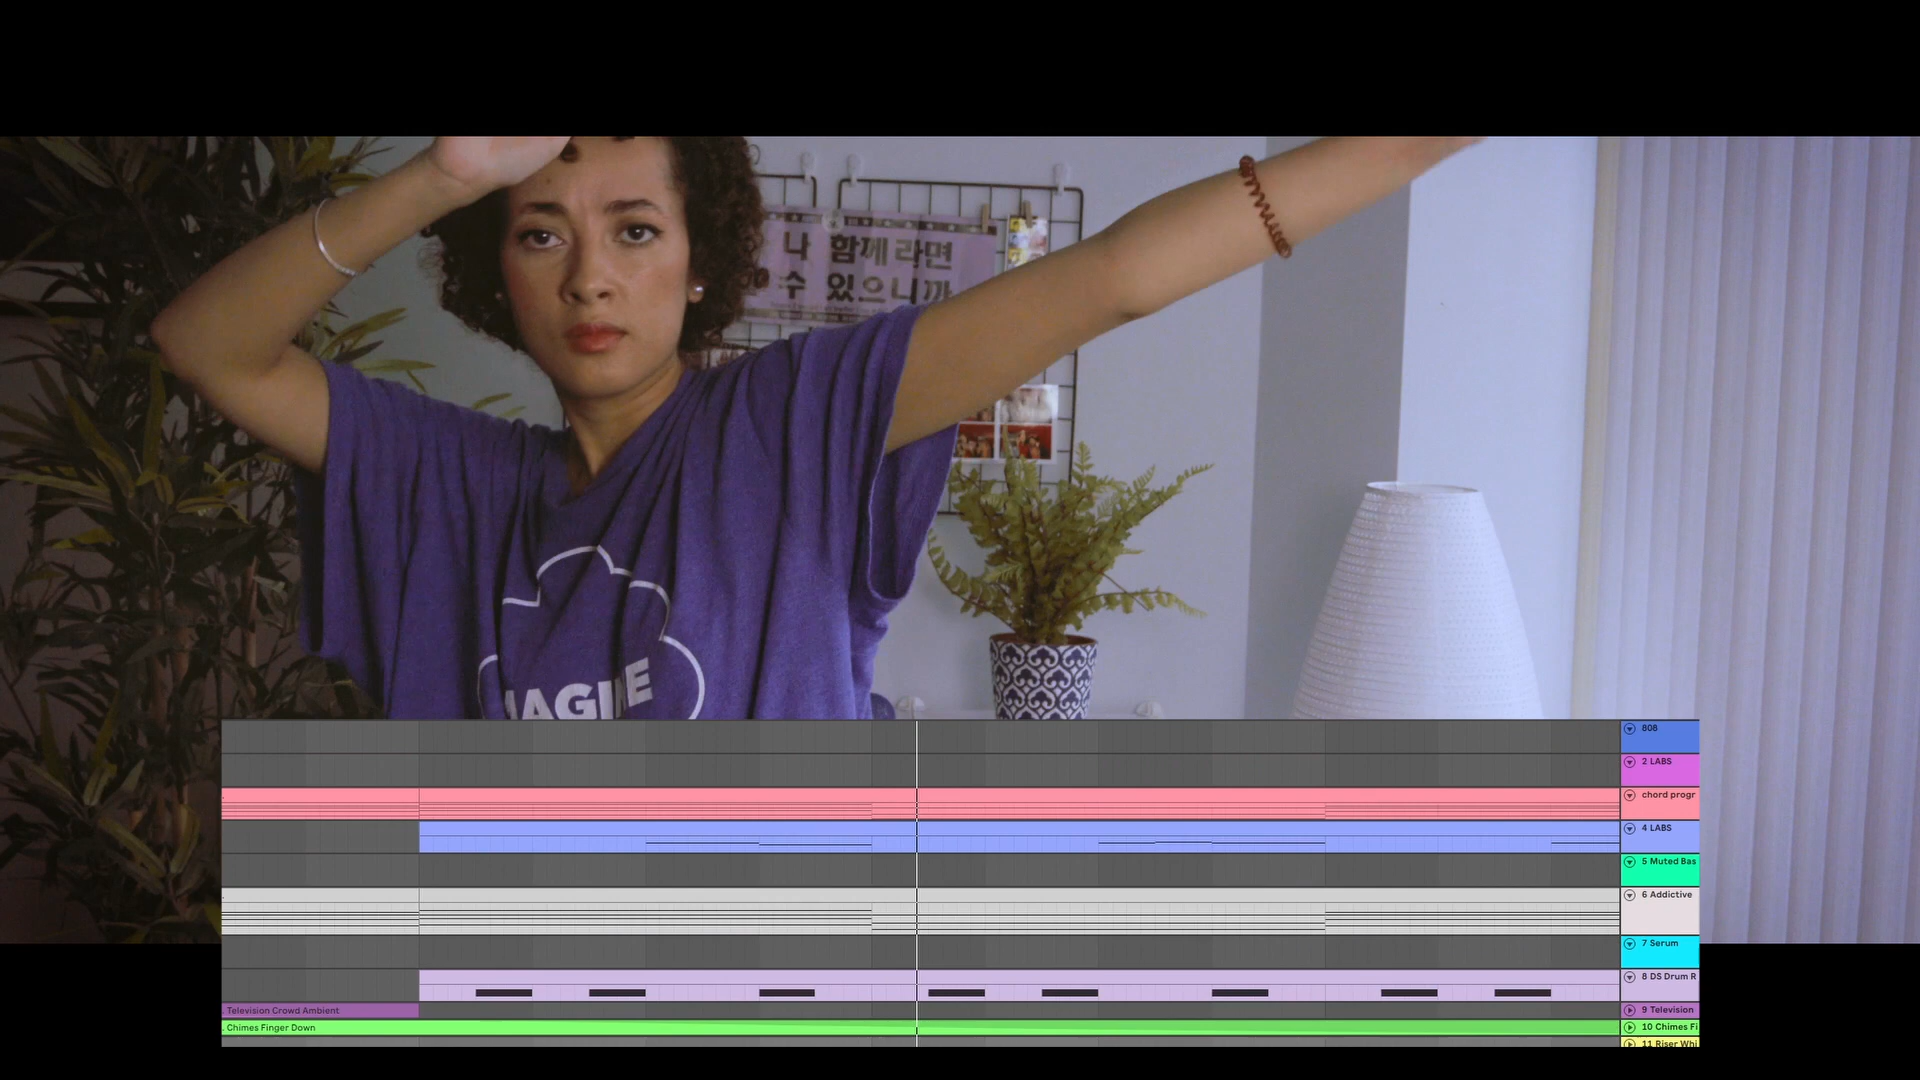 나 함께 라면
수 있으니까
808
2 LABS
chord progr
4 LABS
5 Muted Bas
6 Addictive
7 Serum
8 DS Drum R
Television Crowd Ambient
9 Television
Chimes Finger Down
10 Chimes Fi
11 Riser Whi